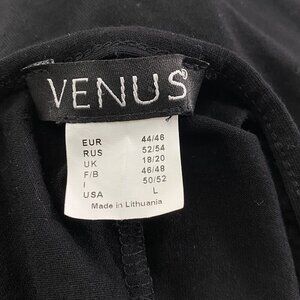 VENUS®
EUR 44/46
RUS 52/54
UK 18/20
F/B 46/48
I 50/52
USA L
Made in Lithuania